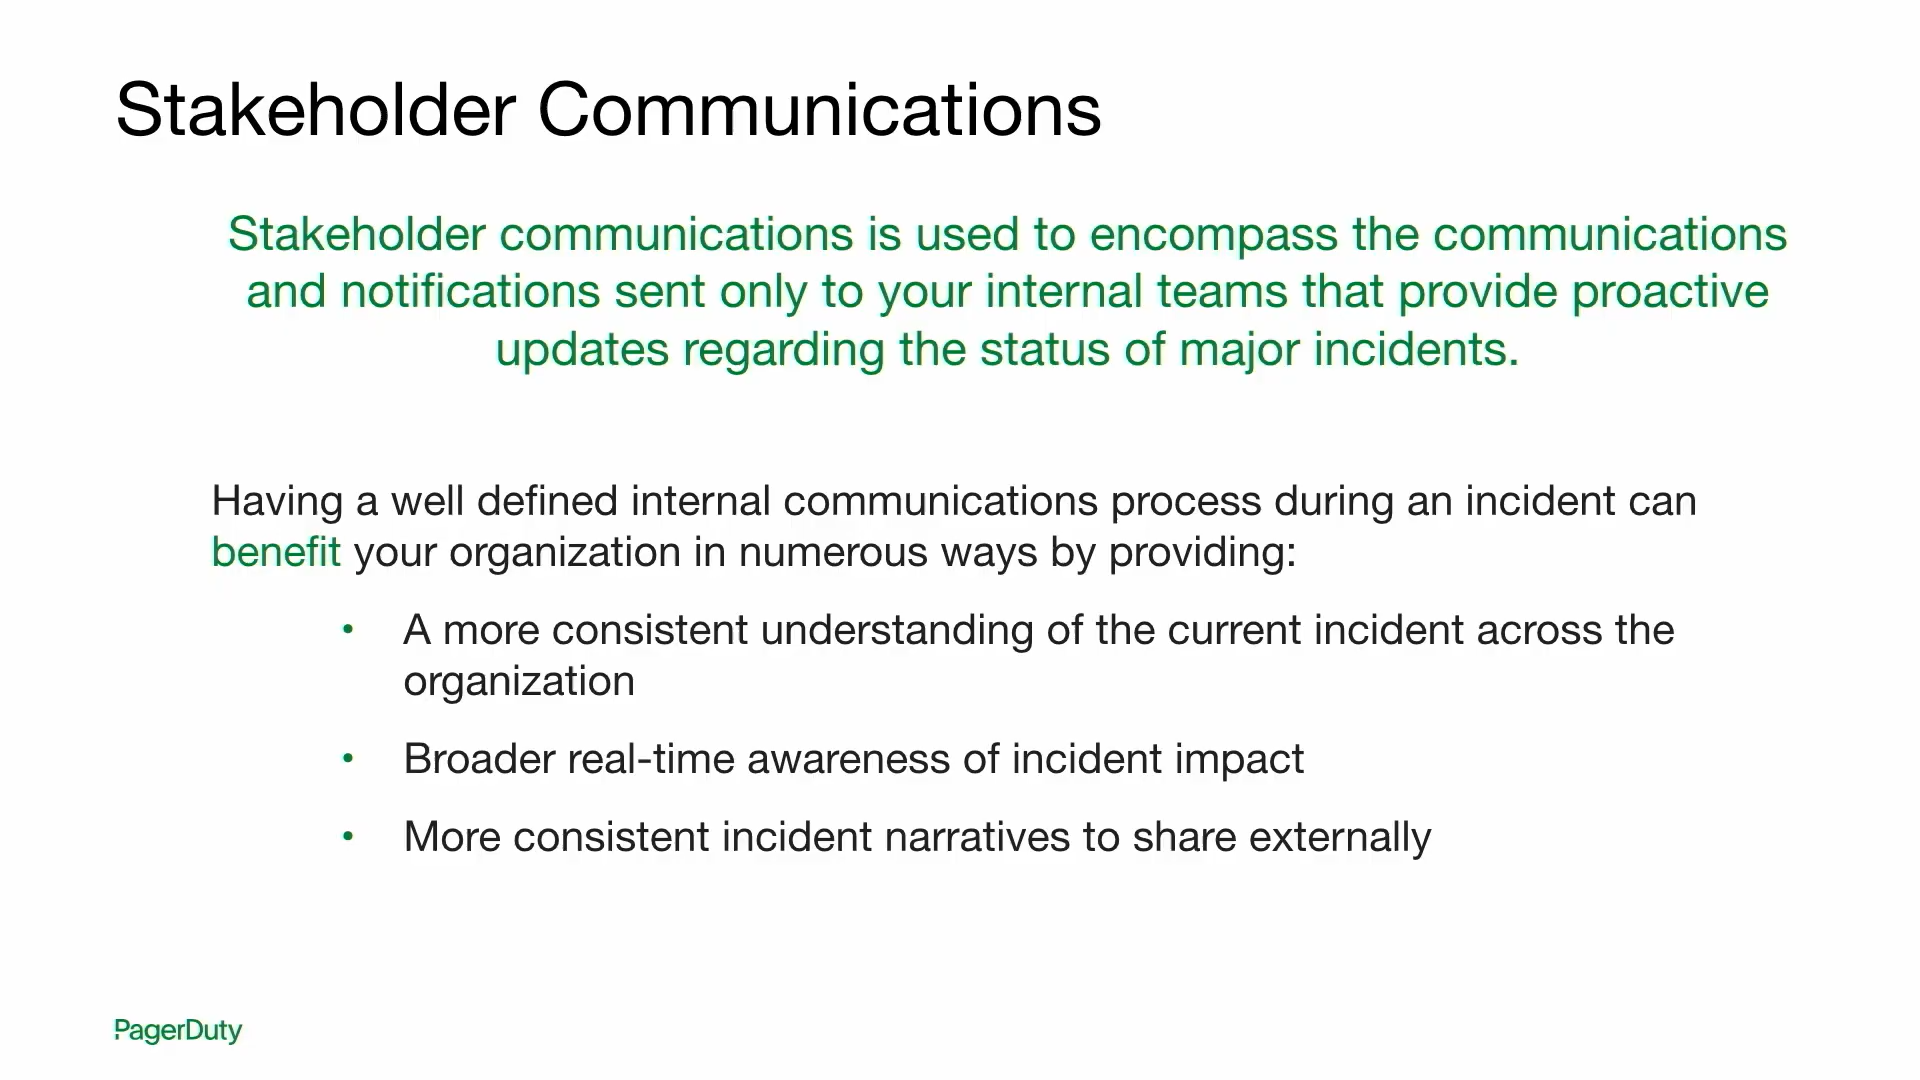 Stakeholder Communications
Stakeholder communications is used to encompass the communications
and notifications sent only to your internal teams that provide proactive
updates regarding the status of major incidents.
Having a well defined internal communications process during an incident can
benefit your organization in numerous ways by providing:
• A more consistent understanding of the current incident across the
organization
• Broader real-time awareness of incident impact
• More consistent incident narratives to share externally
PagerDuty